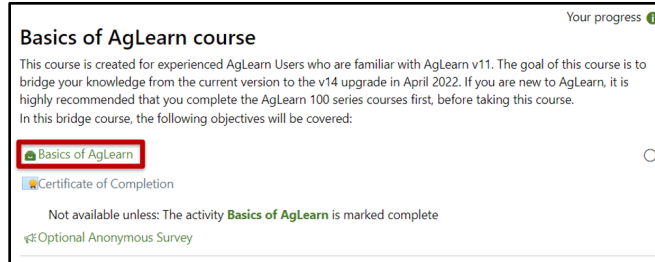 Your progress
Basics of AgLearn course
This course is created for experienced AgLearn Users who are familiar with AgLearn v11. The goal of this course is to
bridge your knowledge from the current version to the v14 upgrade in April 2022. If you are new to AgLearn, it is
highly recommended that you complete the AgLearn 100 series courses first, before taking this course.
In this bridge course, the following objectives will be covered:
Basics of AgLearn
Certificate of Completion
Not available unless: The activity Basics of AgLearn is marked complete
Optional Anonymous Survey